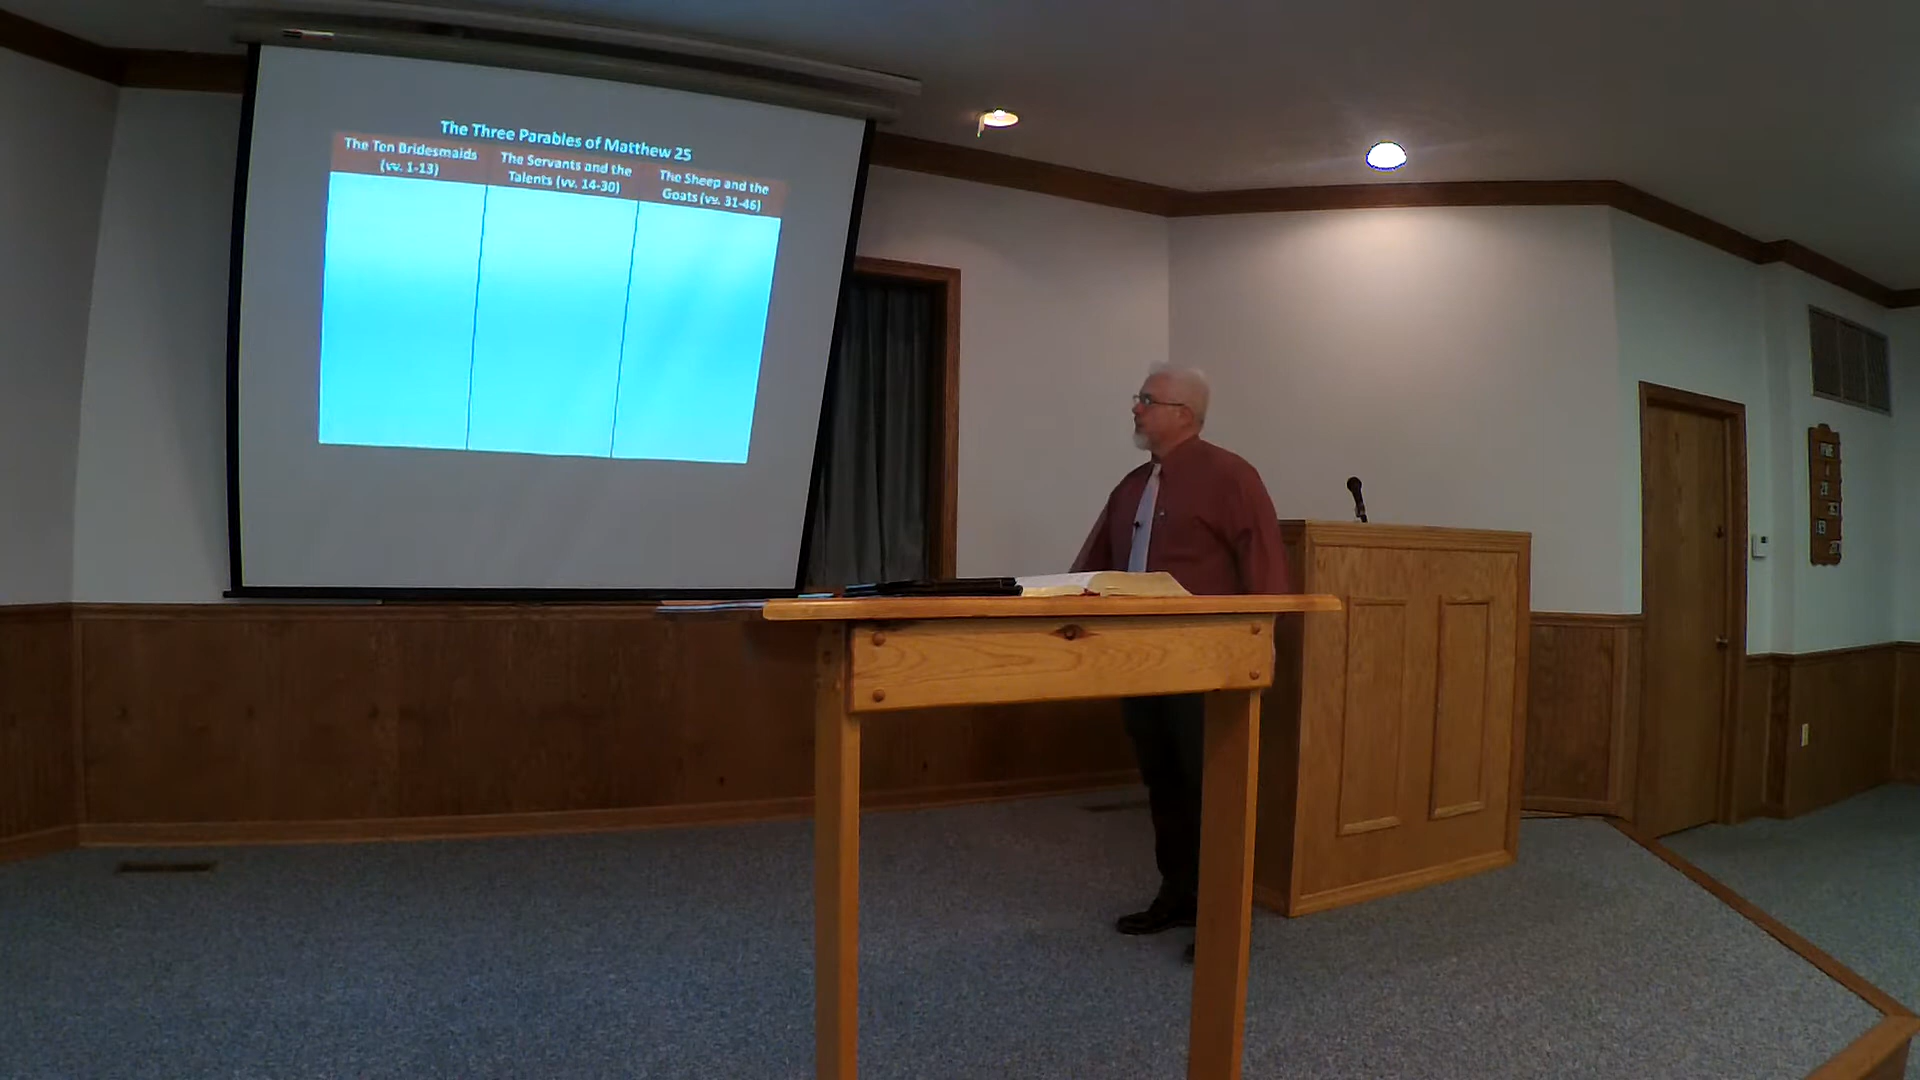 The Three Parables of Matthew 25
The Ten Bridesmaids
(vv. 1-13)
The Servants and the
Talents (vv. 14-30)
The Sheep and the
Goats (vv. 31-46)